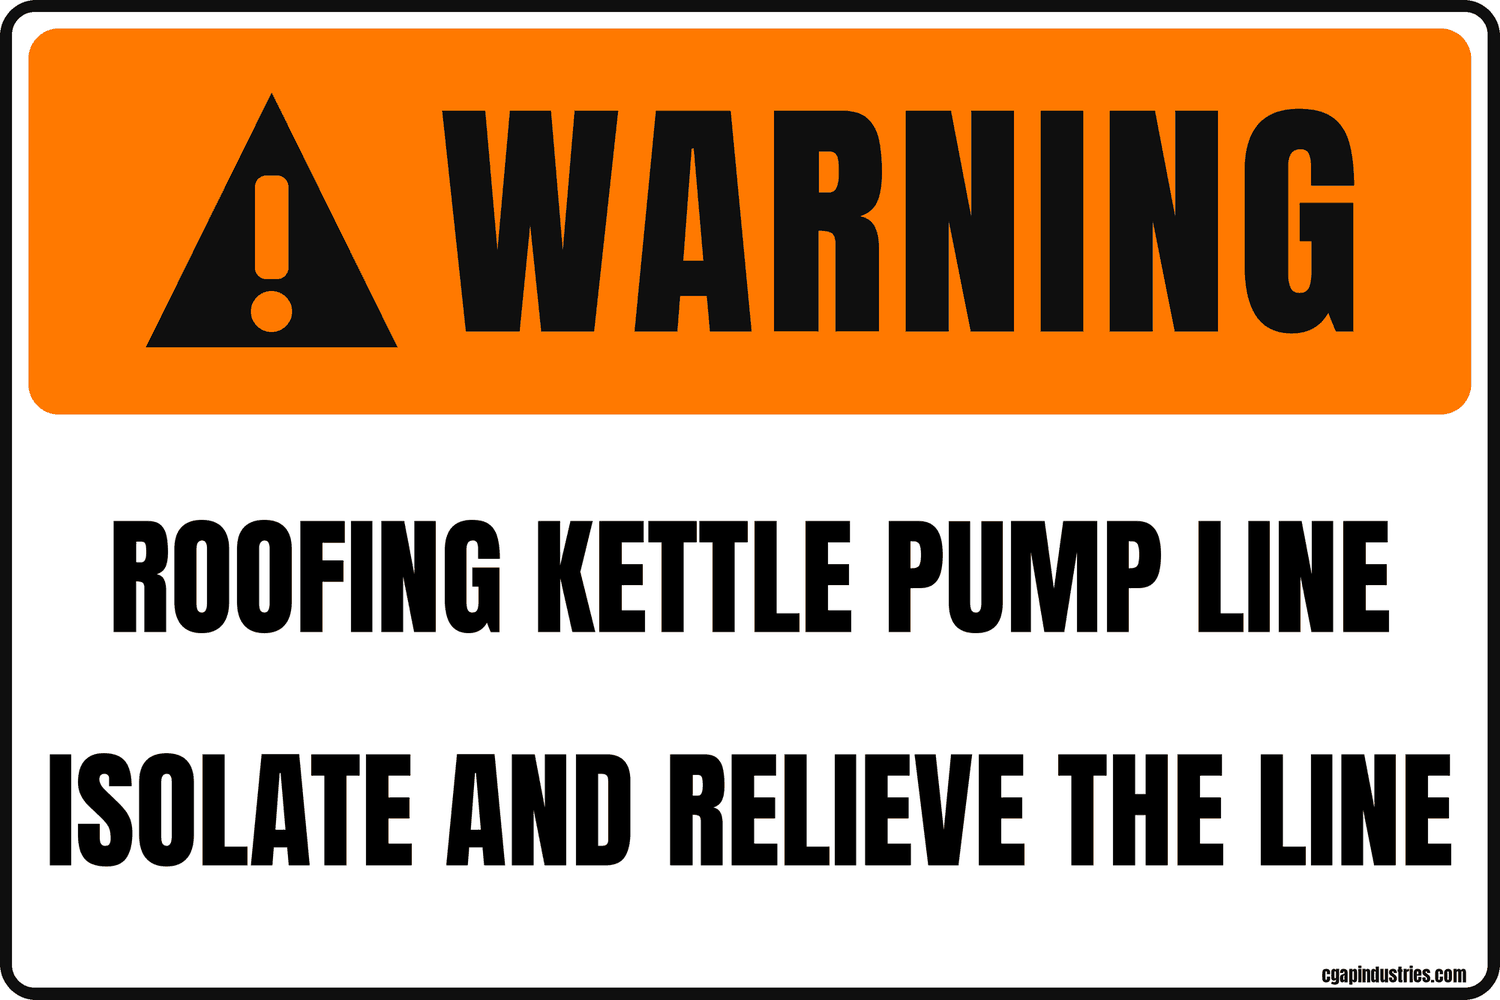 WARNING
ROOFING KETTLE PUMP LINE
ISOLATE AND RELIEVE THE LINE
cgapindustries.com